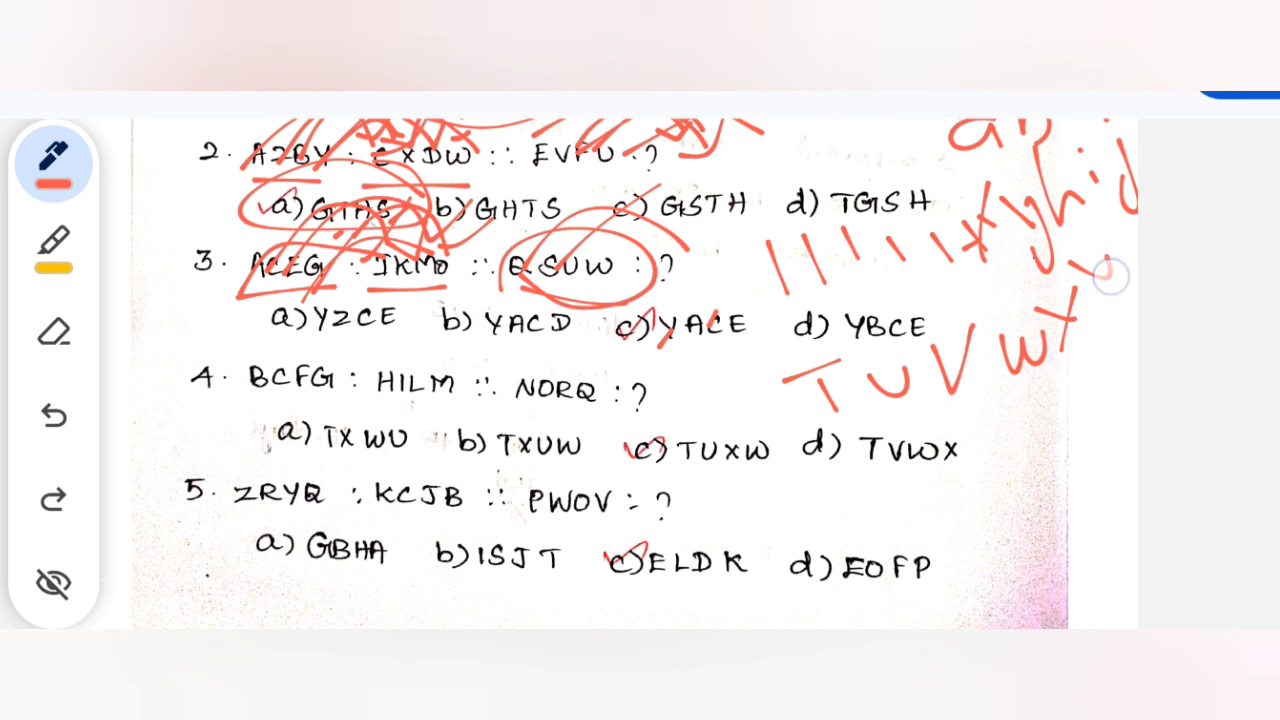 2. AZBY : CXDW :: EVFU : ?
a) GTHS b) GHTS c) GSTH d) TGSH
3. ACEG : IKMO :: QSUW : ?
a) YZCE b) YACD c) YACE d) YBCE
4. BCFG : HILM :: NORQ : ?
a) TXWU b) TXUW c) TUXW d) TVWX
5. ZRYQ : KCJB :: PWOV : ?
a) GBHA b) ISJT c) ELDK d) EOFP
T U V W X